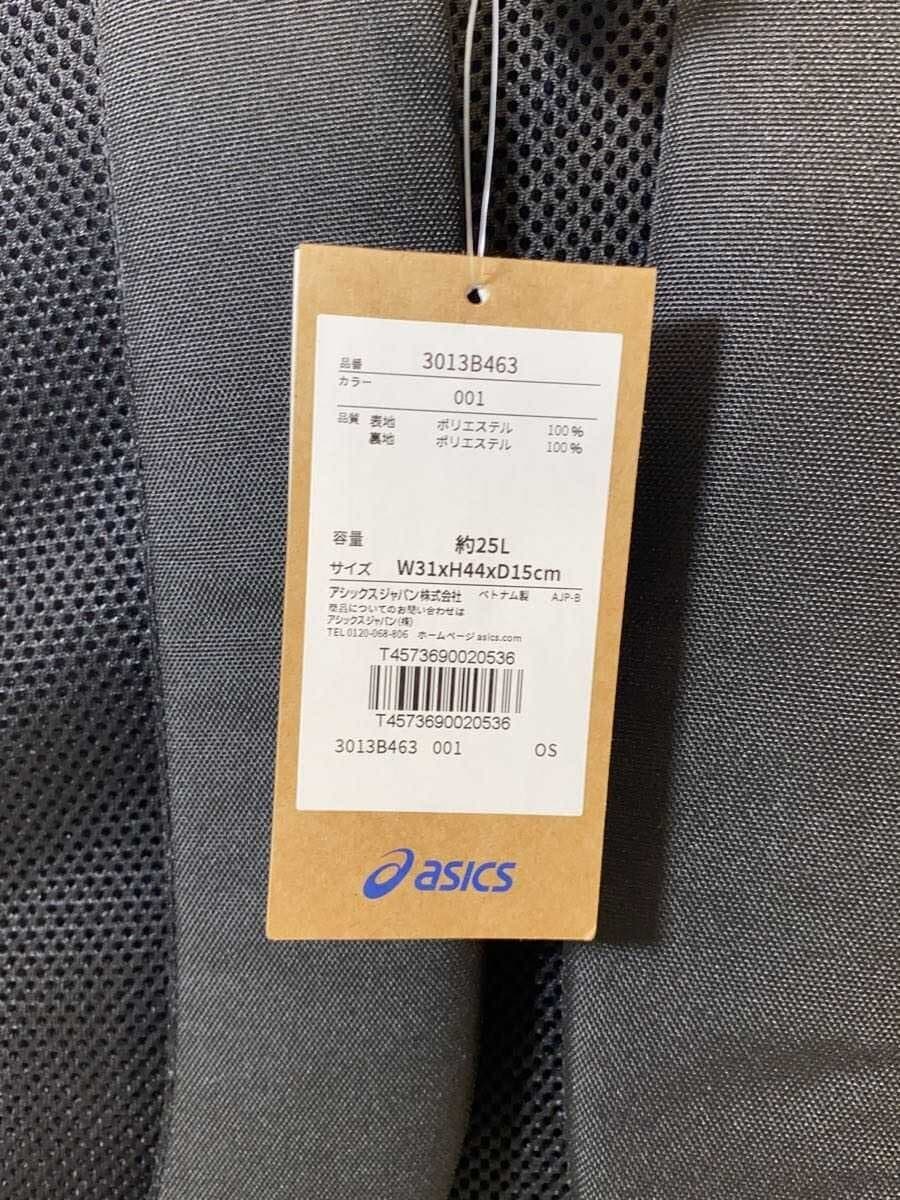 品番 3013B463
カラー 001
品質 表地 ポリエステル 100%
裏地 ポリエステル 100%
容量 約25L
サイズ W31xH44xD15cm
アシックスジャパン株式会社 ベトナム製 AJP-B
商品についてのお問い合わせは
アシックスジャパン(株)
TEL 0120-068-806 ホームページ asics.com
T4573690020536
T4573690020536
3013B463 001 OS
asics